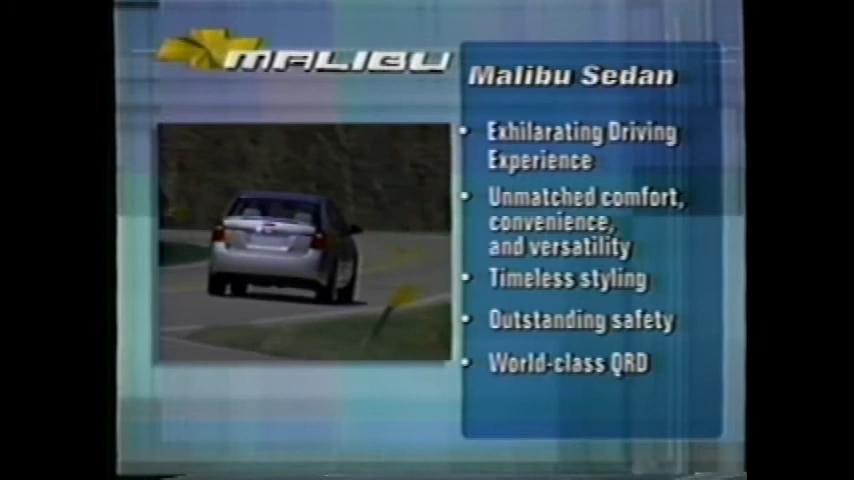 MALIBU
Malibu Sedan
• Exhilarating Driving
Experience
• Unmatched comfort,
convenience,
and versatility
• Timeless styling
• Outstanding safety
• World-class QRD